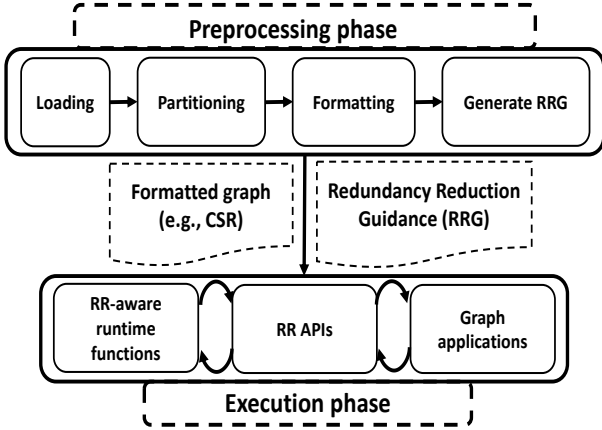 Preprocessing phase
Loading
Partitioning
Formatting
Generate RRG
Formatted graph
(e.g., CSR)
Redundancy Reduction
Guidance (RRG)
RR-aware
runtime
functions
RR APIs
Graph
applications
Execution phase